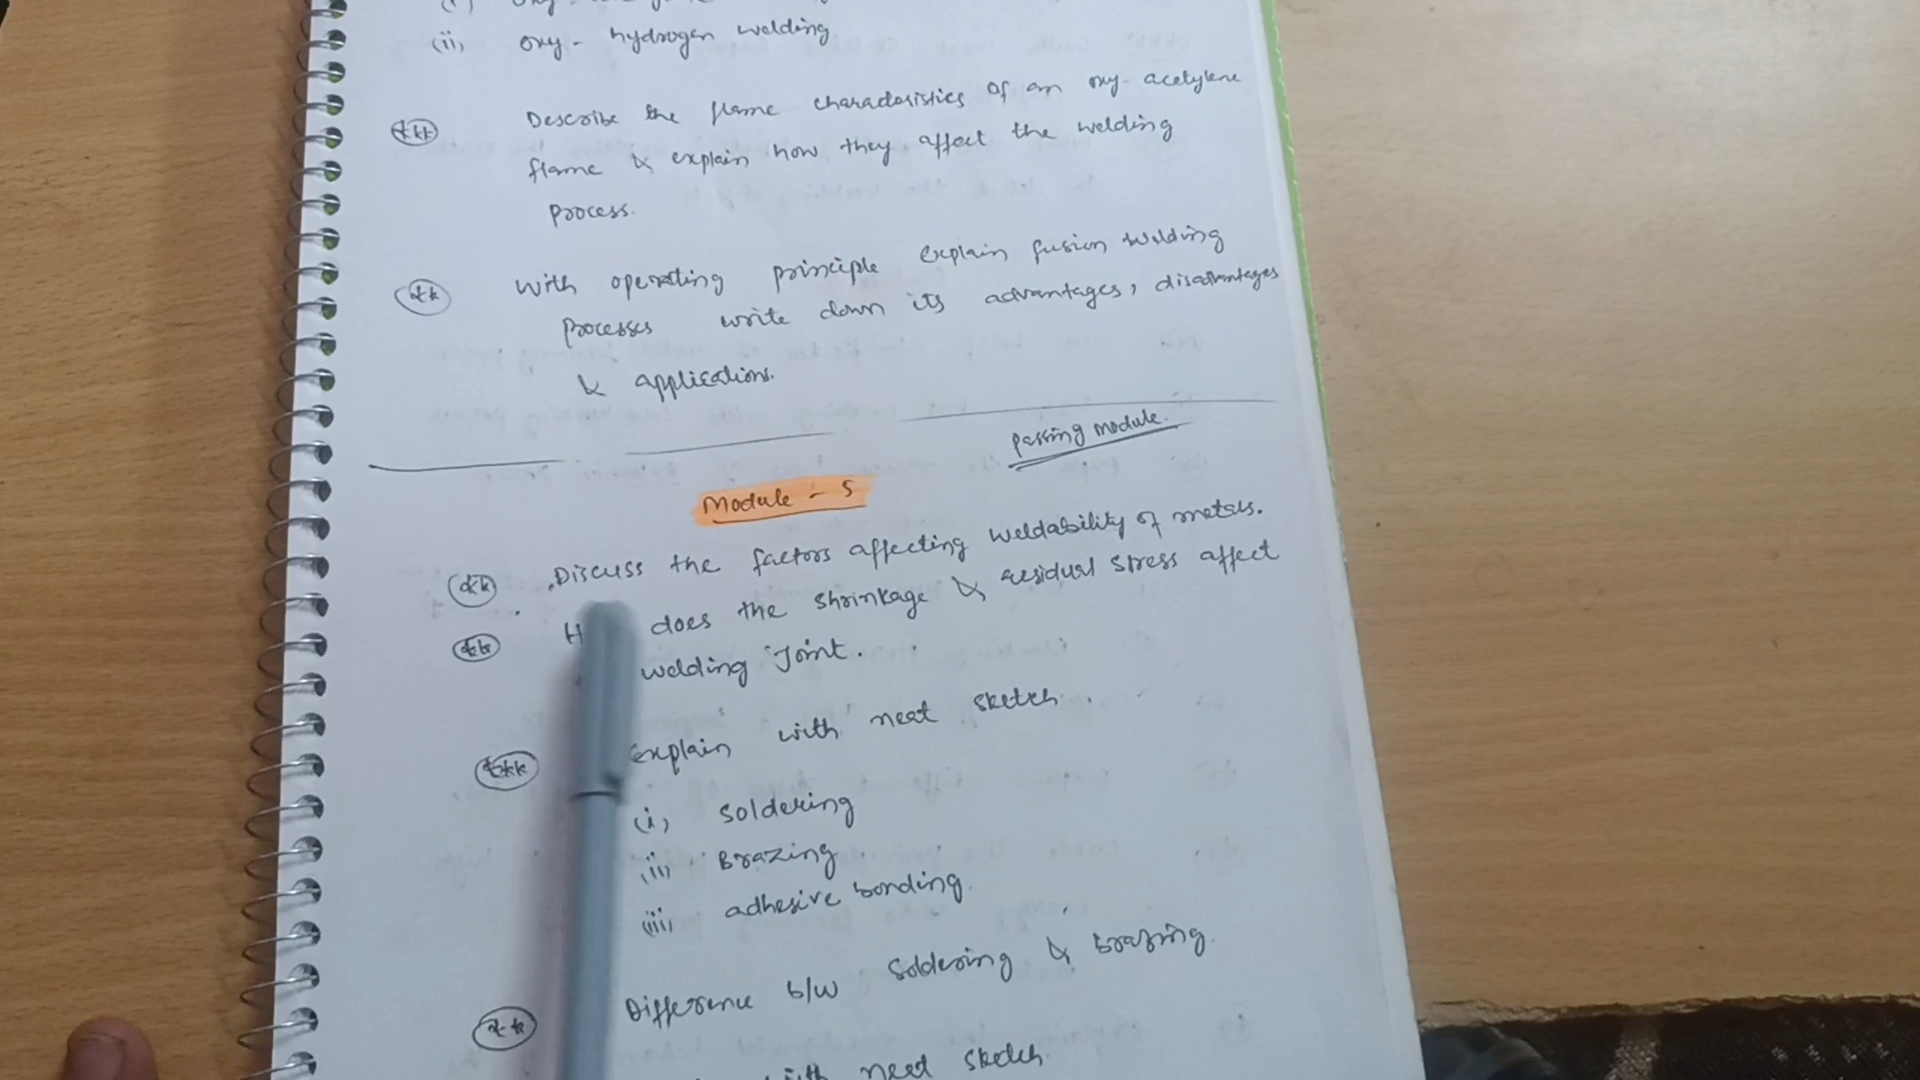 (ii) oxy - hydrogen welding
*** Describe the flame characteristics of an oxy-acetylene
flame & explain how they affect the welding
process.
** With operating principle explain fusion welding
Processes write down its advantages, disadvantages
& applications.
Passing module.
Module - 5
** Discuss the factors affecting weldability of metals.
** does the shrinkage & residual stress affect
welding Joint.
*** explain with neat sketch.
(i) soldering
(ii) Brazing
(iii) adhesive bonding.
** Difference b/w soldering & brazing.
with need sketch.